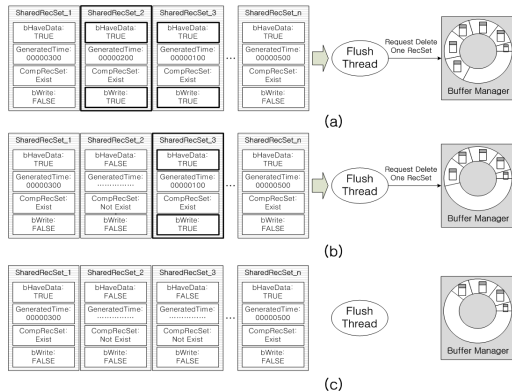 SharedRecSet_1 SharedRecSet_2 SharedRecSet_3 SharedRecSet_n
bHaveData: bHaveData: bHaveData: bHaveData:
TRUE TRUE TRUE TRUE
GeneratedTime: GeneratedTime: GeneratedTime: GeneratedTime:
00000300 00000200 00000100 ... 00000500
CompRecSet: CompRecSet: CompRecSet: CompRecSet:
Exist Exist Exist Exist
bWrite: bWrite: bWrite: bWrite:
FALSE TRUE TRUE FALSE
Flush
Thread
Request Delete
One RecSet
Buffer Manager
(a)
SharedRecSet_1 SharedRecSet_2 SharedRecSet_3 SharedRecSet_n
bHaveData: bHaveData: bHaveData: bHaveData:
TRUE FALSE TRUE TRUE
GeneratedTime: GeneratedTime: GeneratedTime: GeneratedTime:
00000300 ............... 00000100 ... 00000500
CompRecSet: CompRecSet: CompRecSet: CompRecSet:
Exist Not Exist Exist Exist
bWrite: bWrite: bWrite: bWrite:
FALSE FALSE TRUE FALSE
Flush
Thread
Request Delete
One RecSet
Buffer Manager
(b)
SharedRecSet_1 SharedRecSet_2 SharedRecSet_3 SharedRecSet_n
bHaveData: bHaveData: bHaveData: bHaveData:
TRUE FALSE FALSE TRUE
GeneratedTime: GeneratedTime: GeneratedTime: GeneratedTime:
00000300 ............... ............... ... 00000500
CompRecSet: CompRecSet: CompRecSet: CompRecSet:
Exist Not Exist Not Exist Exist
bWrite: bWrite: bWrite: bWrite:
FALSE FALSE FALSE FALSE
Flush
Thread
Buffer Manager
(c)